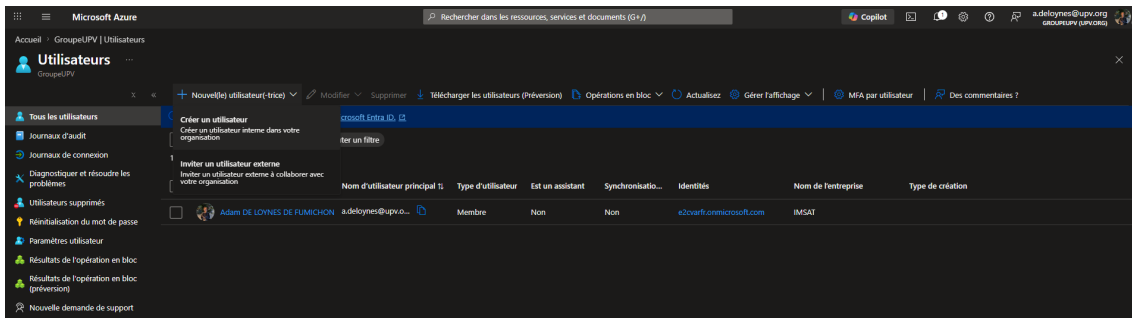 Microsoft Azure
Rechercher dans les ressources, services et documents (G+/)
Copilot
1
a.deloynes@upv.org
GROUPEUPV (UPV.ORG)
Accueil > GroupeUPV | Utilisateurs
Utilisateurs ...
GroupeUPV
Nouvel(le) utilisateur(-trice)
Modifier
Supprimer
Télécharger les utilisateurs (Préversion)
Opérations en bloc
Actualisez
Gérer l'affichage
MFA par utilisateur
Des commentaires ?
Tous les utilisateurs
Journaux d'audit
Journaux de connexion
Diagnostiquer et résoudre les
problèmes
Utilisateurs supprimés
Réinitialisation du mot de passe
Paramètres utilisateur
Résultats de l'opération en bloc
Résultats de l'opération en bloc
(préversion)
Nouvelle demande de support
Créer un utilisateur
Créer un utilisateur interne dans votre
organisation
Inviter un utilisateur externe
Inviter un utilisateur externe à collaborer avec
votre organisation
crosoft Entra ID.
ter un filtre
Nom d'utilisateur principal
Type d'utilisateur
Est un assistant
Synchronisatio...
Identités
Nom de l'entreprise
Type de création
Adam DE LOYNES DE FUMICHON
a.deloynes@upv.o...
Membre
Non
Non
e2cvarfr.onmicrosoft.com
IMSAT